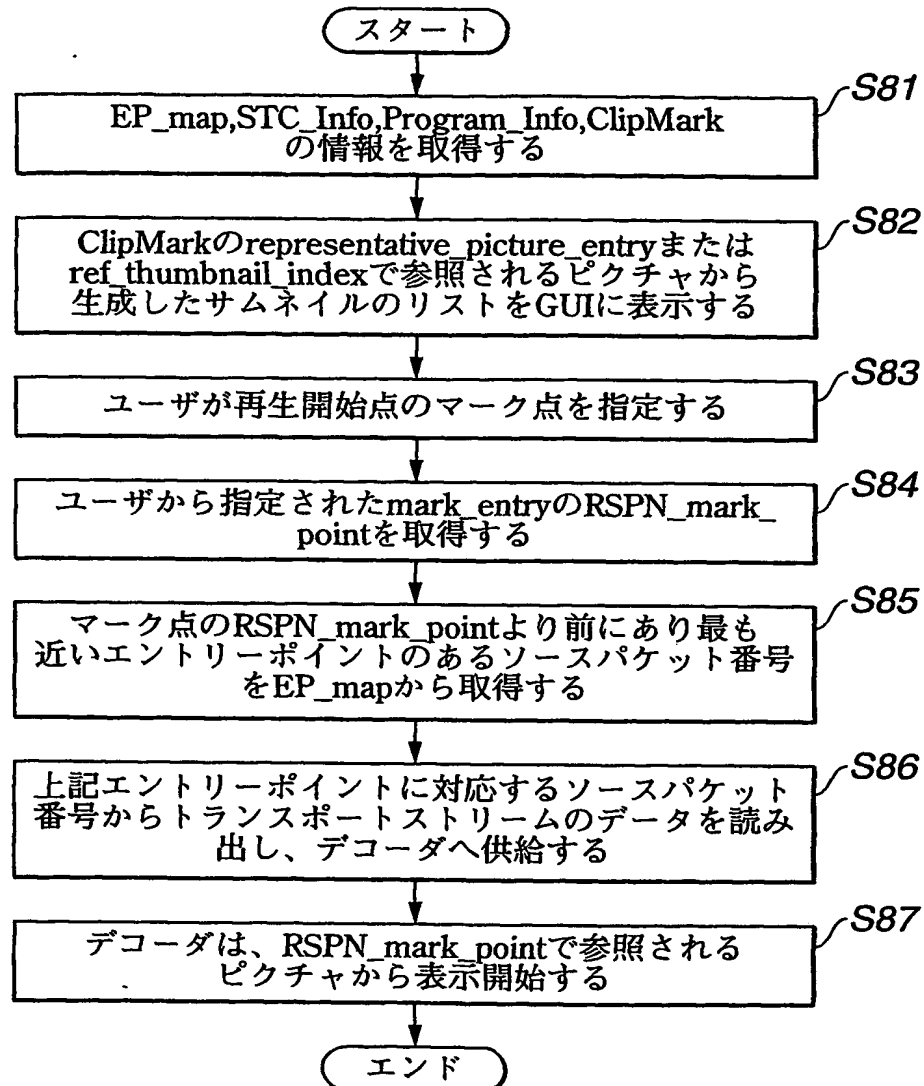 スタート
S81
EP_map,STC_Info,Program_Info,ClipMark
の情報を取得する
S82
ClipMarkのrepresentative_picture_entryまたは
ref_thumbnail_indexで参照されるピクチャから
生成したサムネイルのリストをGUIに表示する
S83
ユーザが再生開始点のマーク点を指定する
S84
ユーザから指定されたmark_entryのRSPN_mark_
pointを取得する
S85
マーク点のRSPN_mark_pointより前にあり最も
近いエントリーポイントのあるソースパケット番号
をEP_mapから取得する
S86
上記エントリーポイントに対応するソースパケット
番号からトランスポートストリームのデータを読み
出し、デコーダへ供給する
S87
デコーダは、RSPN_mark_pointで参照される
ピクチャから表示開始する
エンド